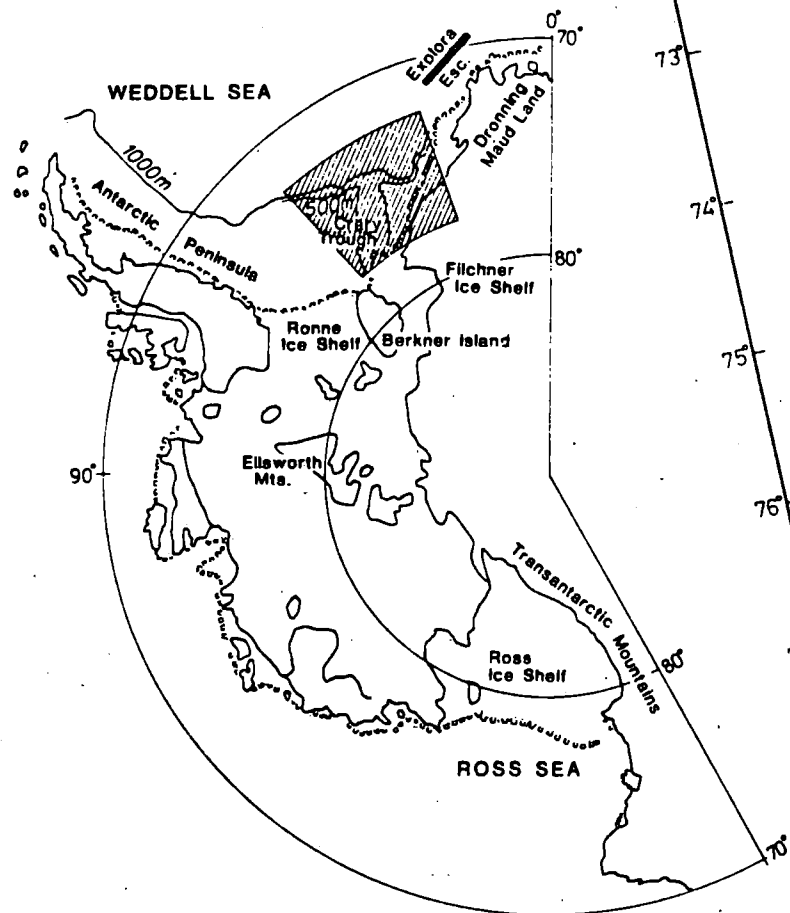 0°
70°
Explora
Esc.
73°
WEDDELL SEA
Dronning
Maud Land
1000m
Antarctic
Peninsula
500m
Crary
Trough
74°
80°
Filchner
Ice Shelf
Ronne
Ice Shelf
Berkner Island
75°
90°
Ellsworth
Mts.
76°
Transantarctic
Mountains
Ross
Ice Shelf
80°
ROSS SEA
70°